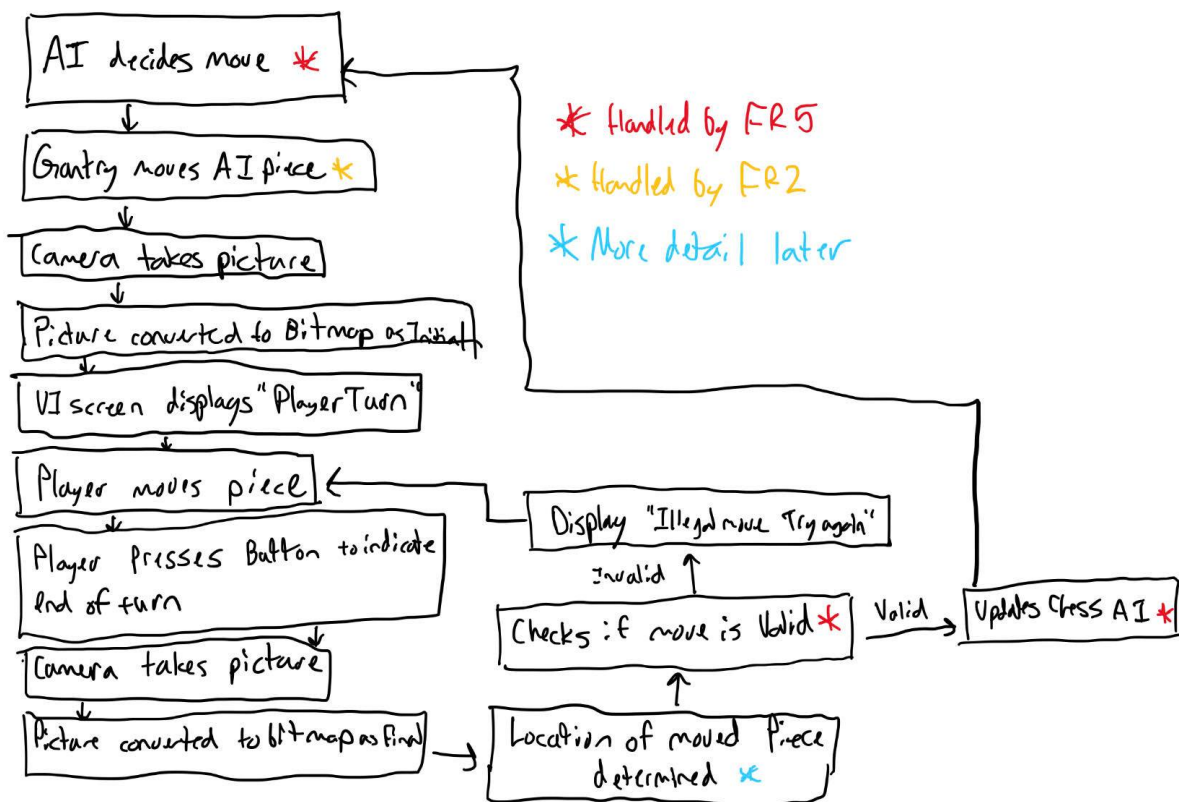 AI decides move *
* Handled by FR5
Gantry moves AI piece *
* Handled by FR2
Camera takes picture
* More detail later
Picture converted to Bitmap as Initial
UI screen displays "Player Turn"
Player moves piece
Display "Illegal move Try again"
Player Presses Button to indicate
end of turn
Invalid
Checks if move is Valid *
Valid
Updates Chess AI *
Camera takes picture
Picture converted to bitmap as Final
Location of moved Piece
determined *